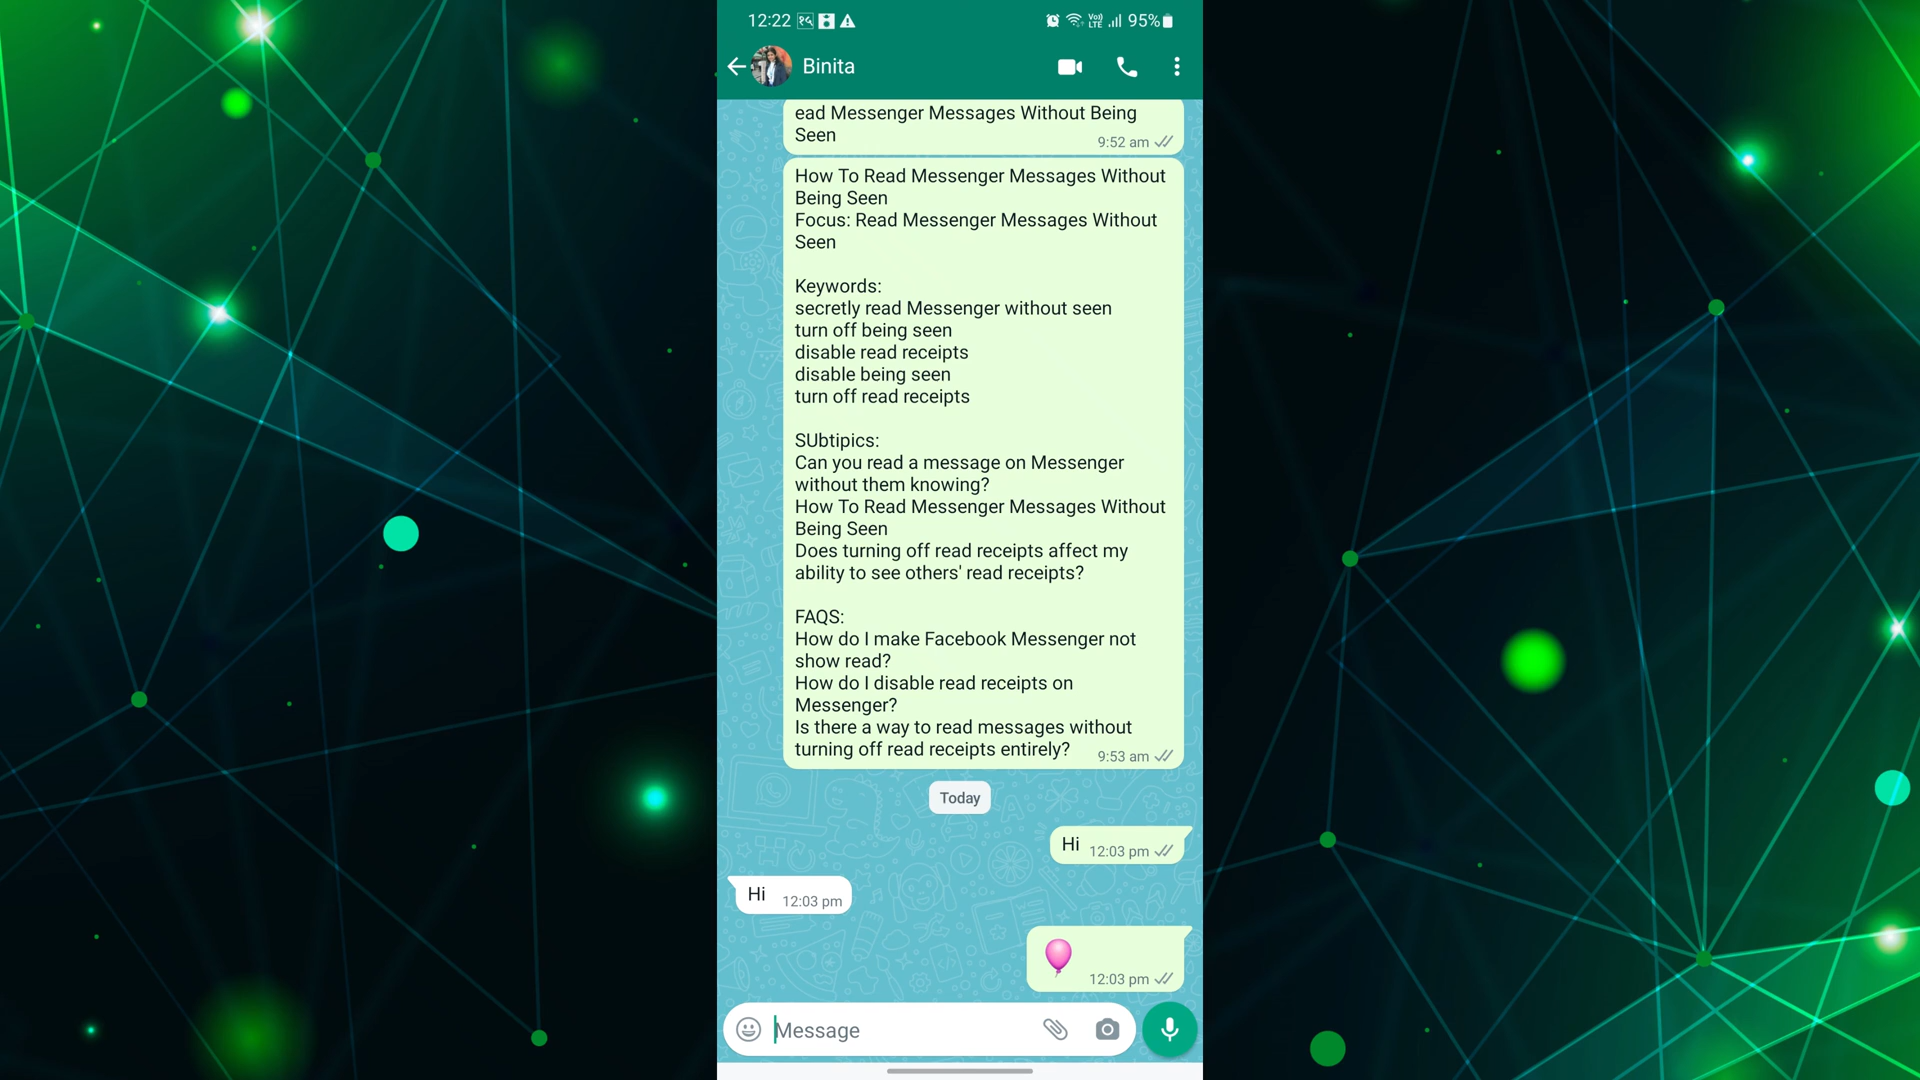 12:22 95%
Binita
ead Messenger Messages Without Being
Seen
9:52 am
How To Read Messenger Messages Without
Being Seen
Focus: Read Messenger Messages Without
Seen
Keywords:
secretly read Messenger without seen
turn off being seen
disable read receipts
disable being seen
turn off read receipts
SUbtipics:
Can you read a message on Messenger
without them knowing?
How To Read Messenger Messages Without
Being Seen
Does turning off read receipts affect my
ability to see others' read receipts?
FAQS:
How do I make Facebook Messenger not
show read?
How do I disable read receipts on
Messenger?
Is there a way to read messages without
turning off read receipts entirely?
9:53 am
Today
Hi 12:03 pm
Hi 12:03 pm
12:03 pm
Message